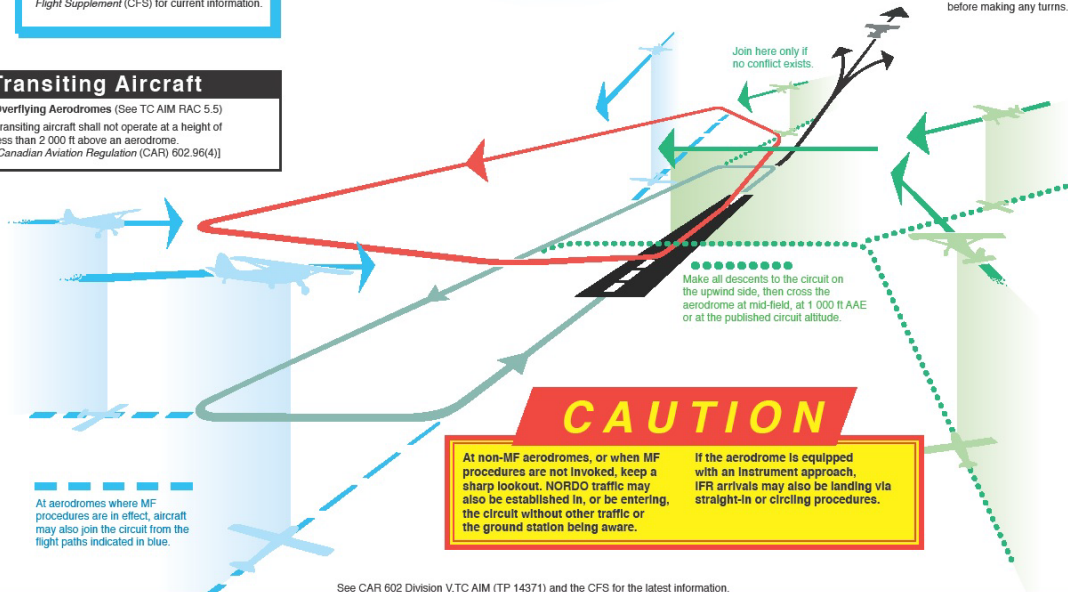 Flight Supplement (CFS) for current information.
before making any turrns.
Transiting Aircraft
Overflying Aerodromes (See TC AIM RAC 5.5)
ransiting aircraft shall not operate at a height of
ess than 2 000 ft above an aerodrome.
Canadian Aviation Regulation (CAR) 602.96(4)]
Join here only if
no conflict exists.
Make all descents to the circuit on
the upwind side, then cross the
aerodrome at mid-field, at 1 000 ft AAE
or at the published circuit altitude.
CAUTION
At non-MF aerodromes, or when MF
procedures are not invoked, keep a
sharp lookout. NORDO traffic may
also be established in, or be entering,
the circuit without other traffic or
the ground station being aware.
If the aerodrome is equipped
with an instrument approach,
IFR arrivals may also be landing via
straight-in or circling procedures.
At aerodromes where MF
procedures are in effect, aircraft
may also join the circuit from the
flight paths indicated in blue.
See CAR 602 Division V.TC AIM (TP 14371) and the CFS for the latest information.